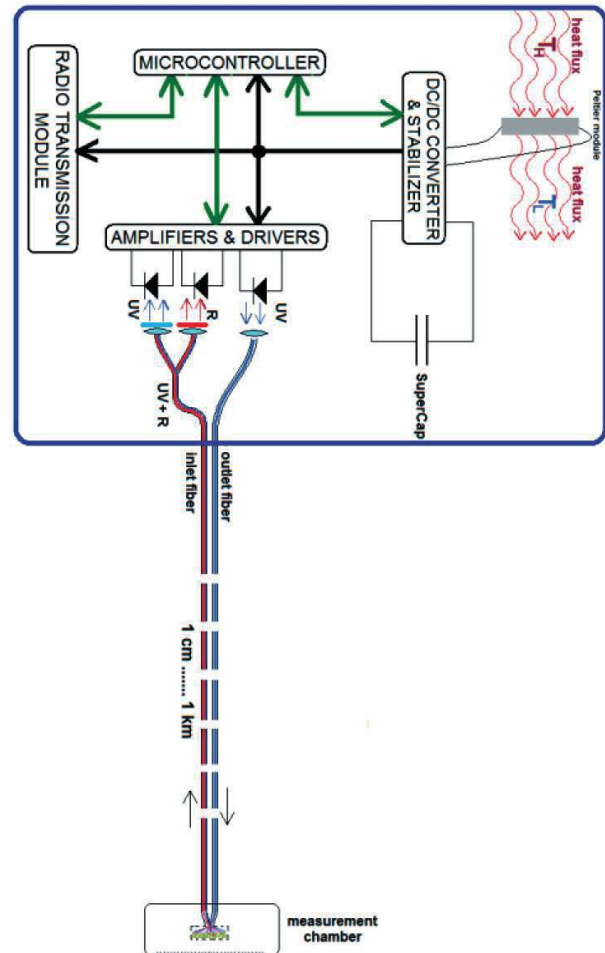 heat flux
T_H
MICROCONTROLLER
RADIO TRANSMISSION
MODULE
DC/DC CONVERTER
& STABILIZER
Peltier module
heat flux
T_L
AMPLIFIERS & DRIVERS
UV
R
UV
SuperCap
UV + R
inlet fiber
outlet fiber
1 cm ....... 1 km
measurement
chamber